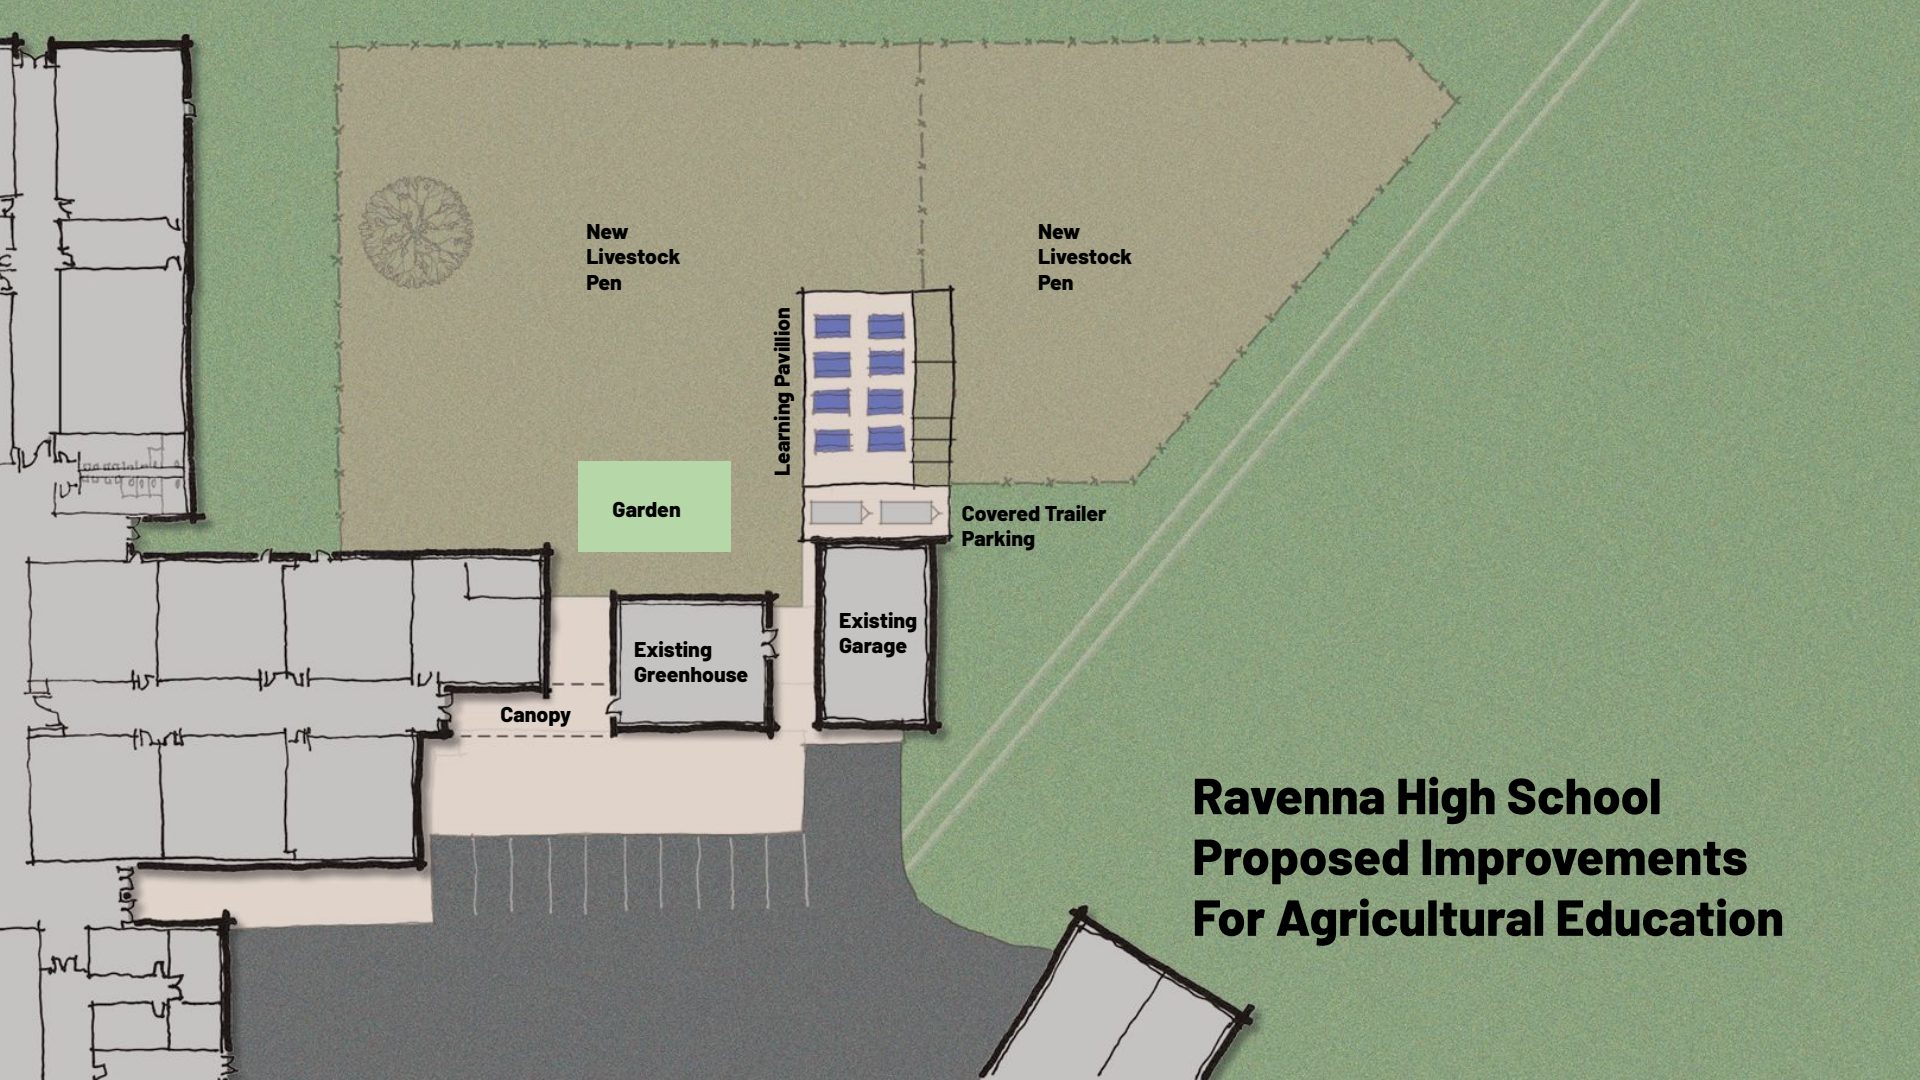 New
Livestock
Pen
New
Livestock
Pen
Learning Pavillion
Garden
Covered Trailer
Parking
Existing
Garage
Existing
Greenhouse
Canopy
Ravenna High School
Proposed Improvements
For Agricultural Education